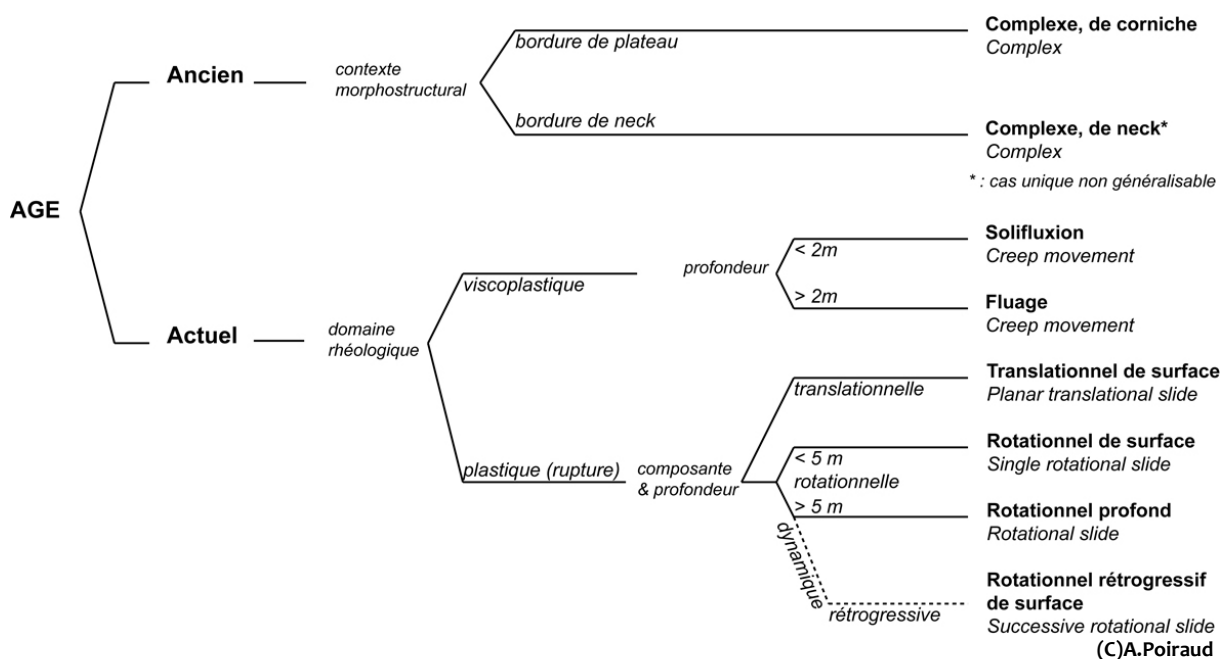 AGE
Ancien
contexte
morphostructural
bordure de plateau
Complexe, de corniche
Complex
bordure de neck
Complexe, de neck*
Complex
* : cas unique non généralisable
Actuel
domaine
rhéologique
viscoplastique
profondeur
< 2m
Solifluxion
Creep movement
> 2m
Fluage
Creep movement
plastique (rupture)
composante
& profondeur
translationnelle
Translationnel de surface
Planar translational slide
< 5 m
rotationnelle
> 5 m
Rotationnel de surface
Single rotational slide
Rotationnel profond
Rotational slide
dynamique
rétrogressive
Rotationnel rétrogressif
de surface
Successive rotational slide
(C)A.Poiraud